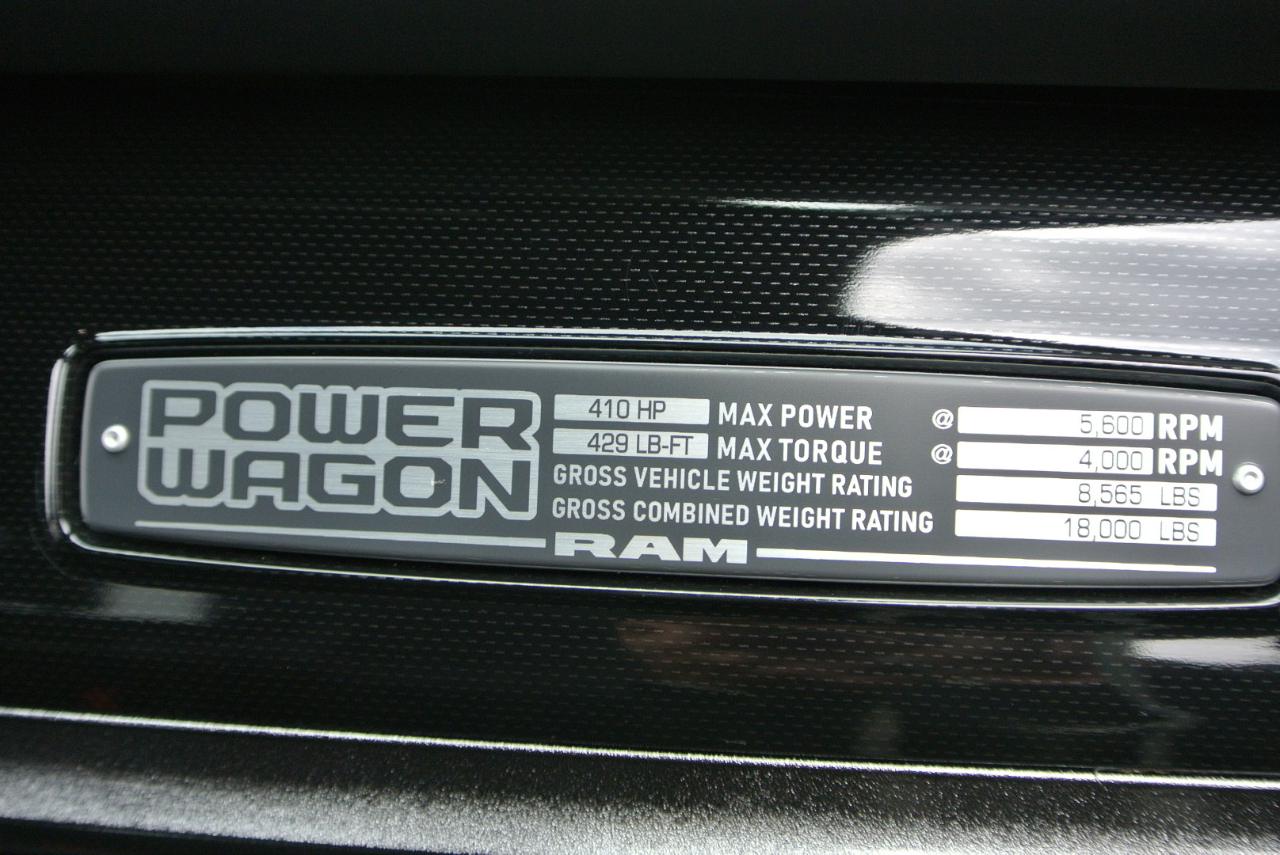 POWER
WAGON
410 HP MAX POWER @ 5,600 RPM
429 LB-FT MAX TORQUE @ 4,000 RPM
GROSS VEHICLE WEIGHT RATING 8,565 LBS
GROSS COMBINED WEIGHT RATING 18,000 LBS
RAM